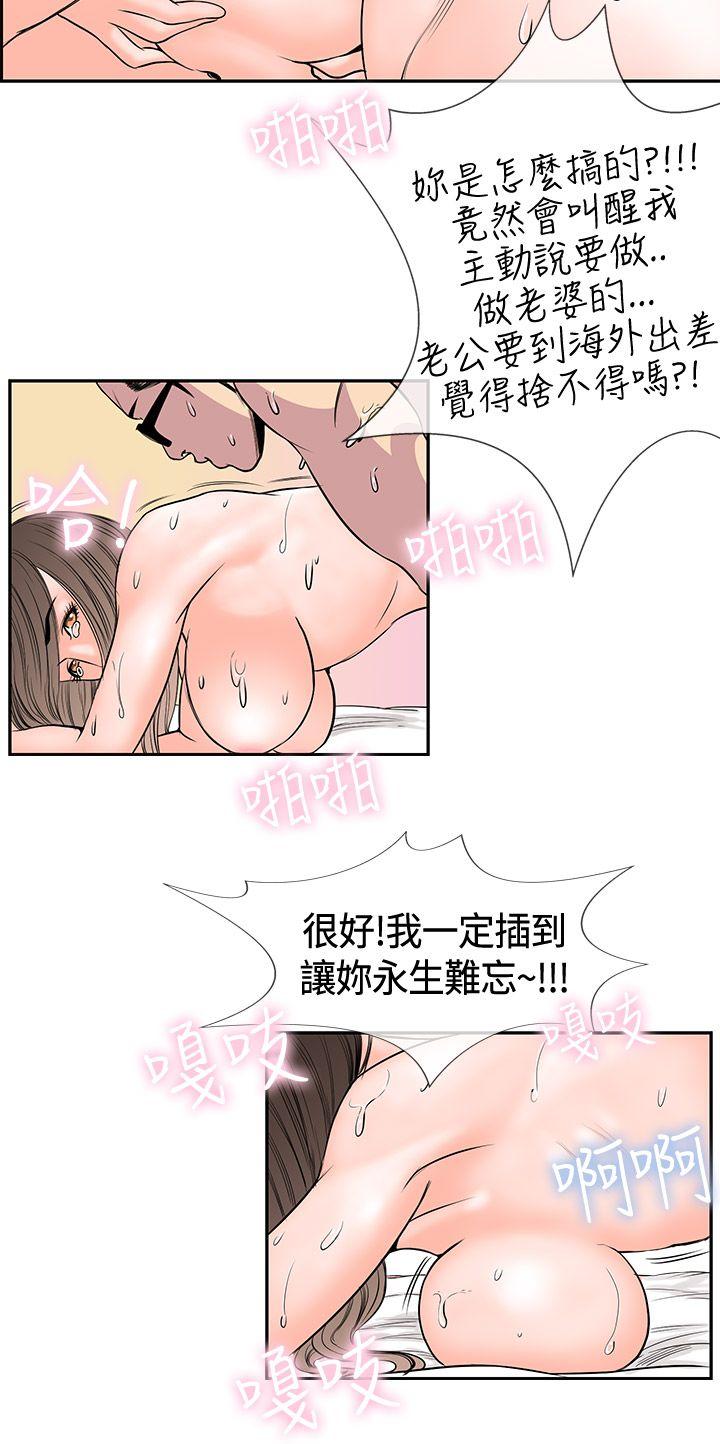 啪啪
妳是怎麼搞的?!!!
竟然會叫醒我
主動說要做..
做老婆的...
老公要到海外出差
覺得捨不得嗎?!
哈!
啪啪
啪啪
很好!我一定插到
讓妳永生難忘~!!!
嘎吱
嘎吱
啊啊
嘎吱